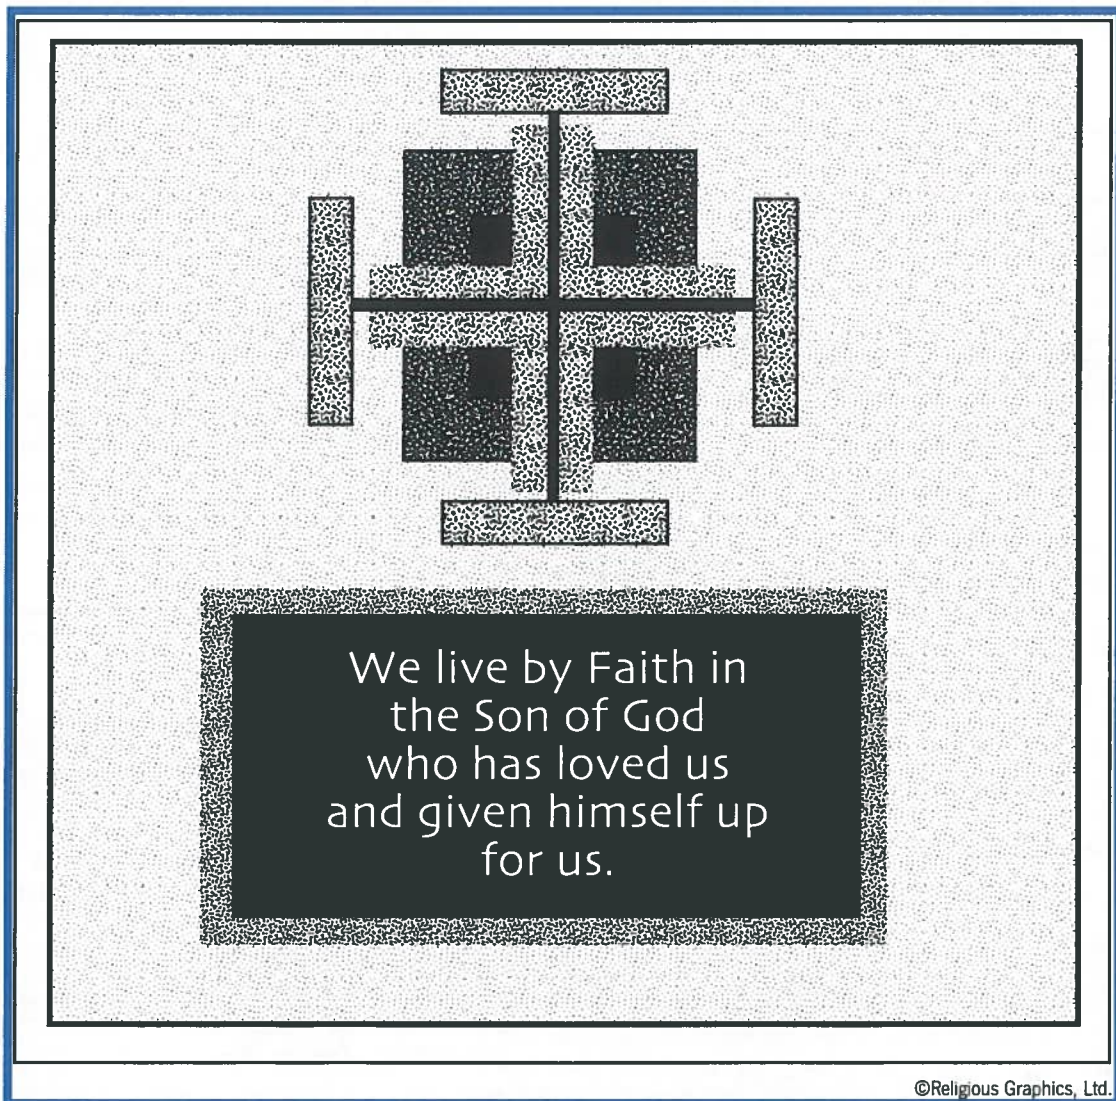 We live by Faith in
the Son of God
who has loved us
and given himself up
for us.
©Religious Graphics, Ltd.